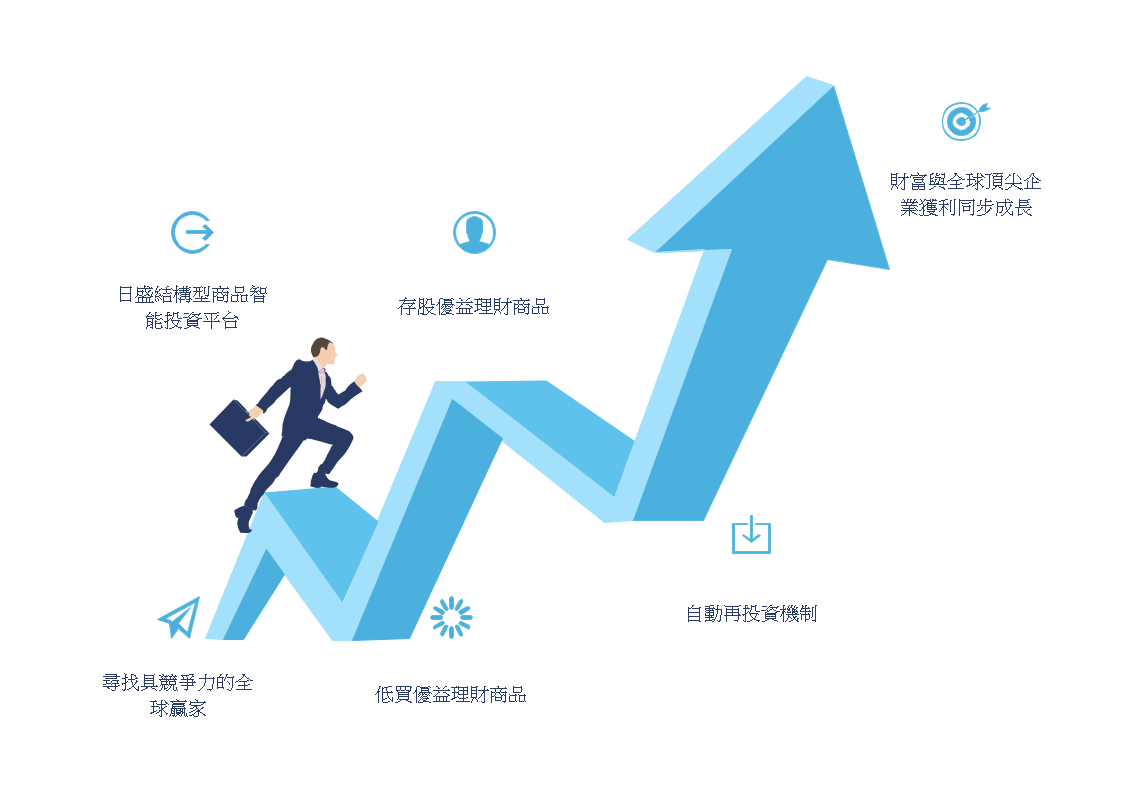 財富與全球頂尖企
業獲利同步成長
日盛結構型商品智
能投資平台
存股優益理財商品
自動再投資機制
尋找具競爭力的全
球贏家
低買優益理財商品